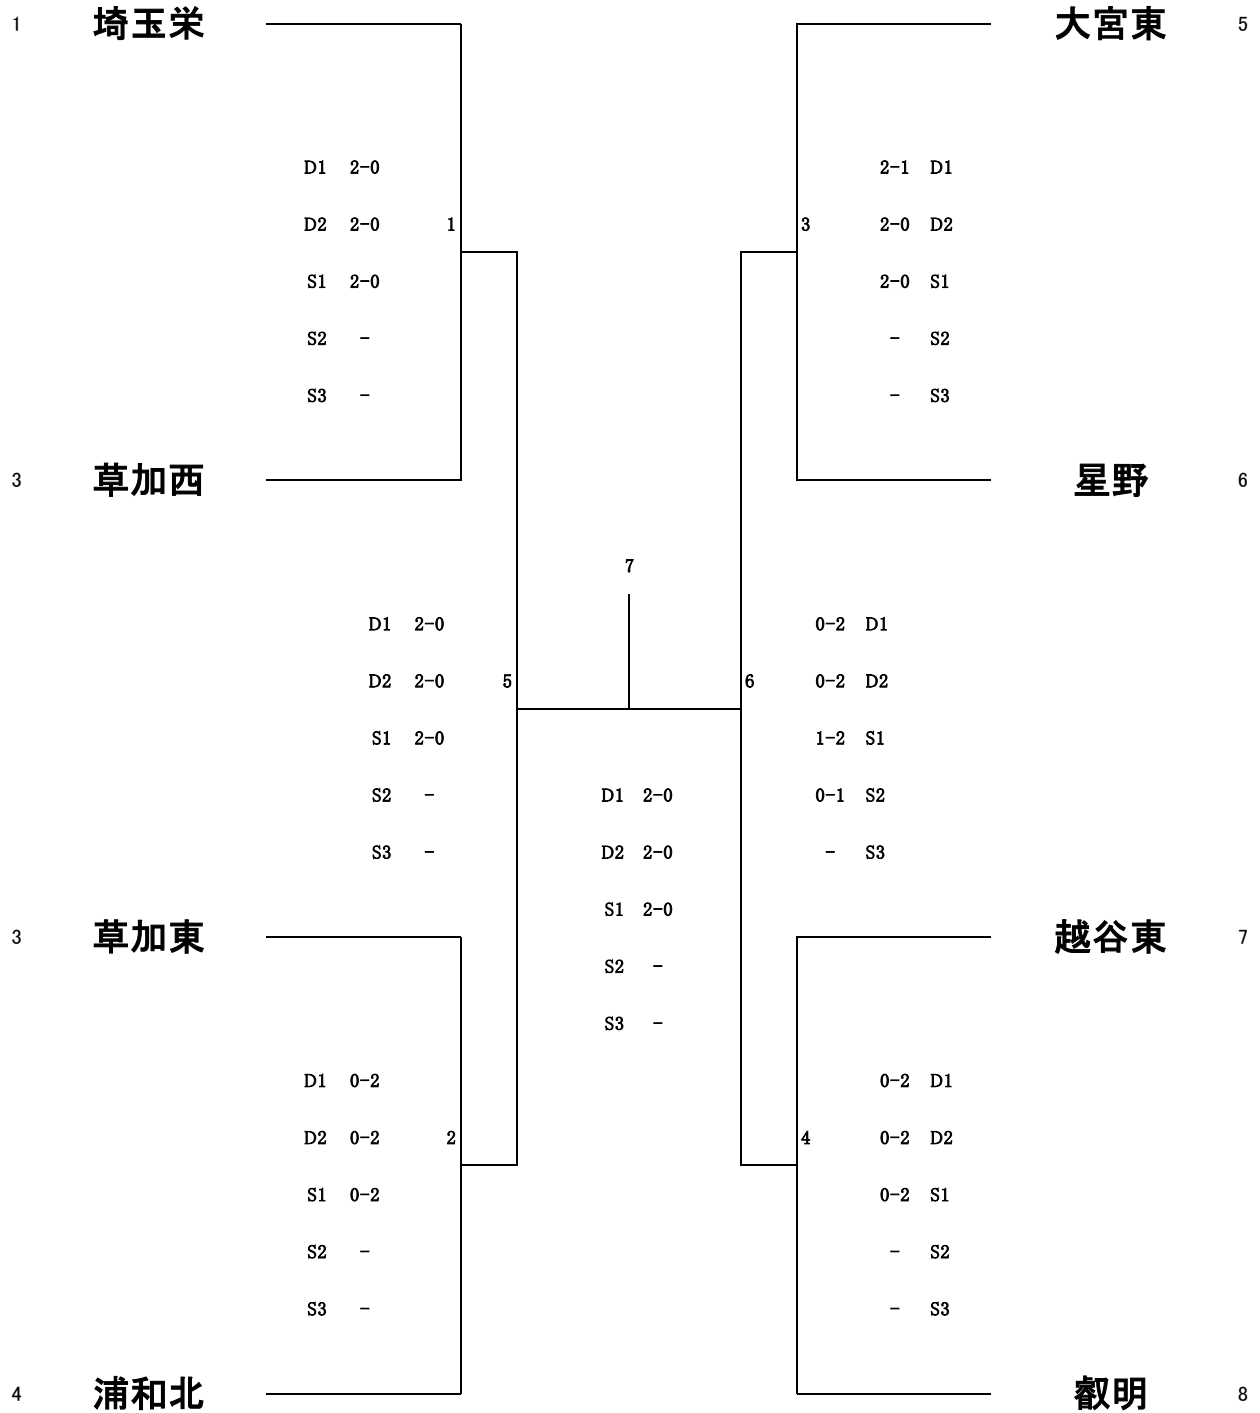 1 埼玉栄
大宮東 5
D1 2-0
D2 2-0 1
S1 2-0
S2 -
S3 -
2-1 D1
3 2-0 D2
2-0 S1
- S2
- S3
3 草加西
星野 6
7
D1 2-0
D2 2-0 5
S1 2-0
S2 -
S3 -
0-2 D1
6 0-2 D2
1-2 S1
0-1 S2
- S3
D1 2-0
D2 2-0
S1 2-0
S2 -
S3 -
3 草加東
越谷東 7
D1 0-2
D2 0-2 2
S1 0-2
S2 -
S3 -
0-2 D1
4 0-2 D2
0-2 S1
- S2
- S3
4 浦和北
叡明 8